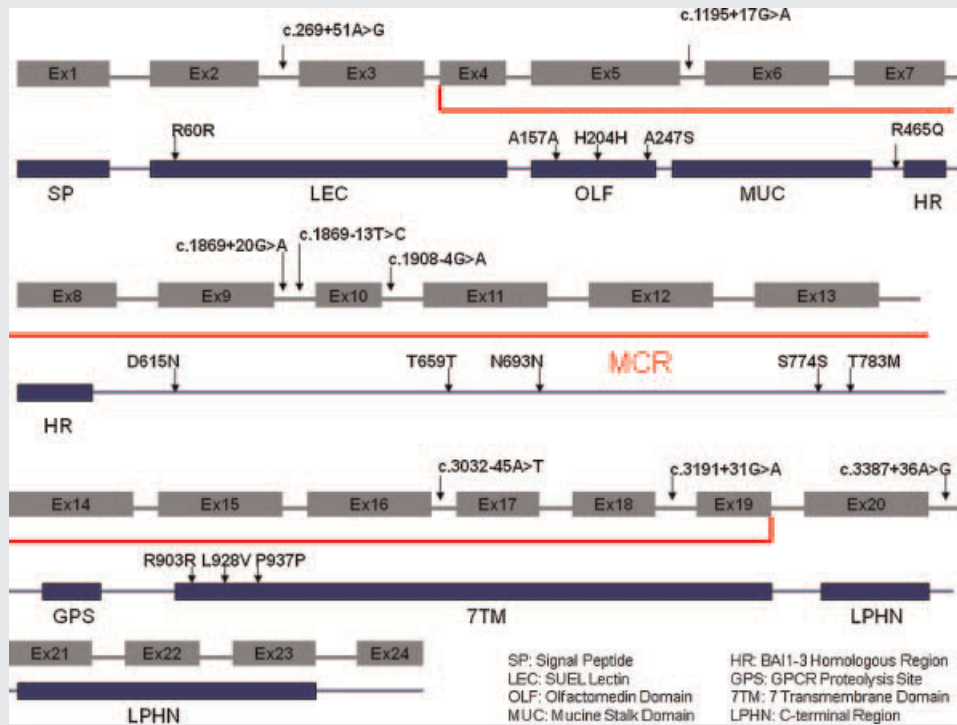 c.269+51A>G c.1195+17G>A
Ex1 Ex2 Ex3 Ex4 Ex5 Ex6 Ex7
R60R A157A H204H A247S R465Q
SP LEC OLF MUC HR
c.1869+20G>A c.1869-13T>C c.1908-4G>A
Ex8 Ex9 Ex10 Ex11 Ex12 Ex13
MCR
D615N T659T N693N S774S T783M
HR
c.3032-45A>T c.3191+31G>A c.3387+36A>G
Ex14 Ex15 Ex16 Ex17 Ex18 Ex19 Ex20
R903R L928V P937P
GPS 7TM LPHN
Ex21 Ex22 Ex23 Ex24
LPHN
SP: Signal Peptide
LEC: SUEL Lectin
OLF: Olfactomedin Domain
MUC: Mucine Stalk Domain
HR: BAI1-3 Homologous Region
GPS: GPCR Proteolysis Site
7TM: 7 Transmembrane Domain
LPHN: C-terminal Region